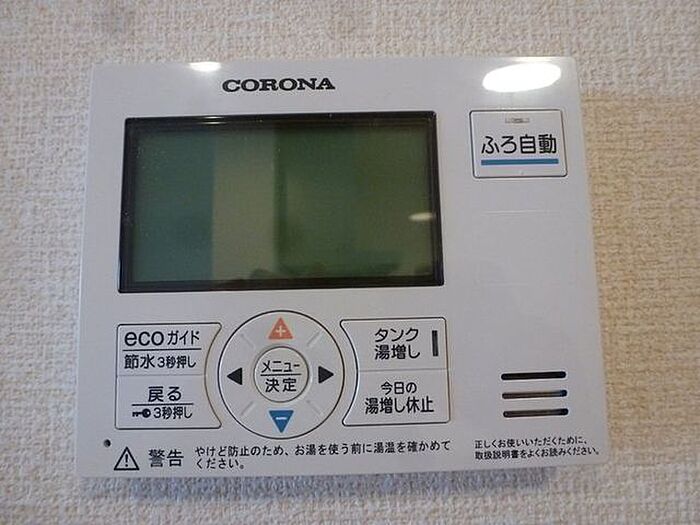 CORONA
ふろ自動
ecoガイド
節水3秒押し
戻る
3秒押し
+
メニュー
決定
−
タンク
湯増し
今日の
湯増し休止
警告
やけど防止のため、お湯を使う前に湯温を確かめて
ください。
正しくお使いいただくために、
取扱説明書をよくお読みください。